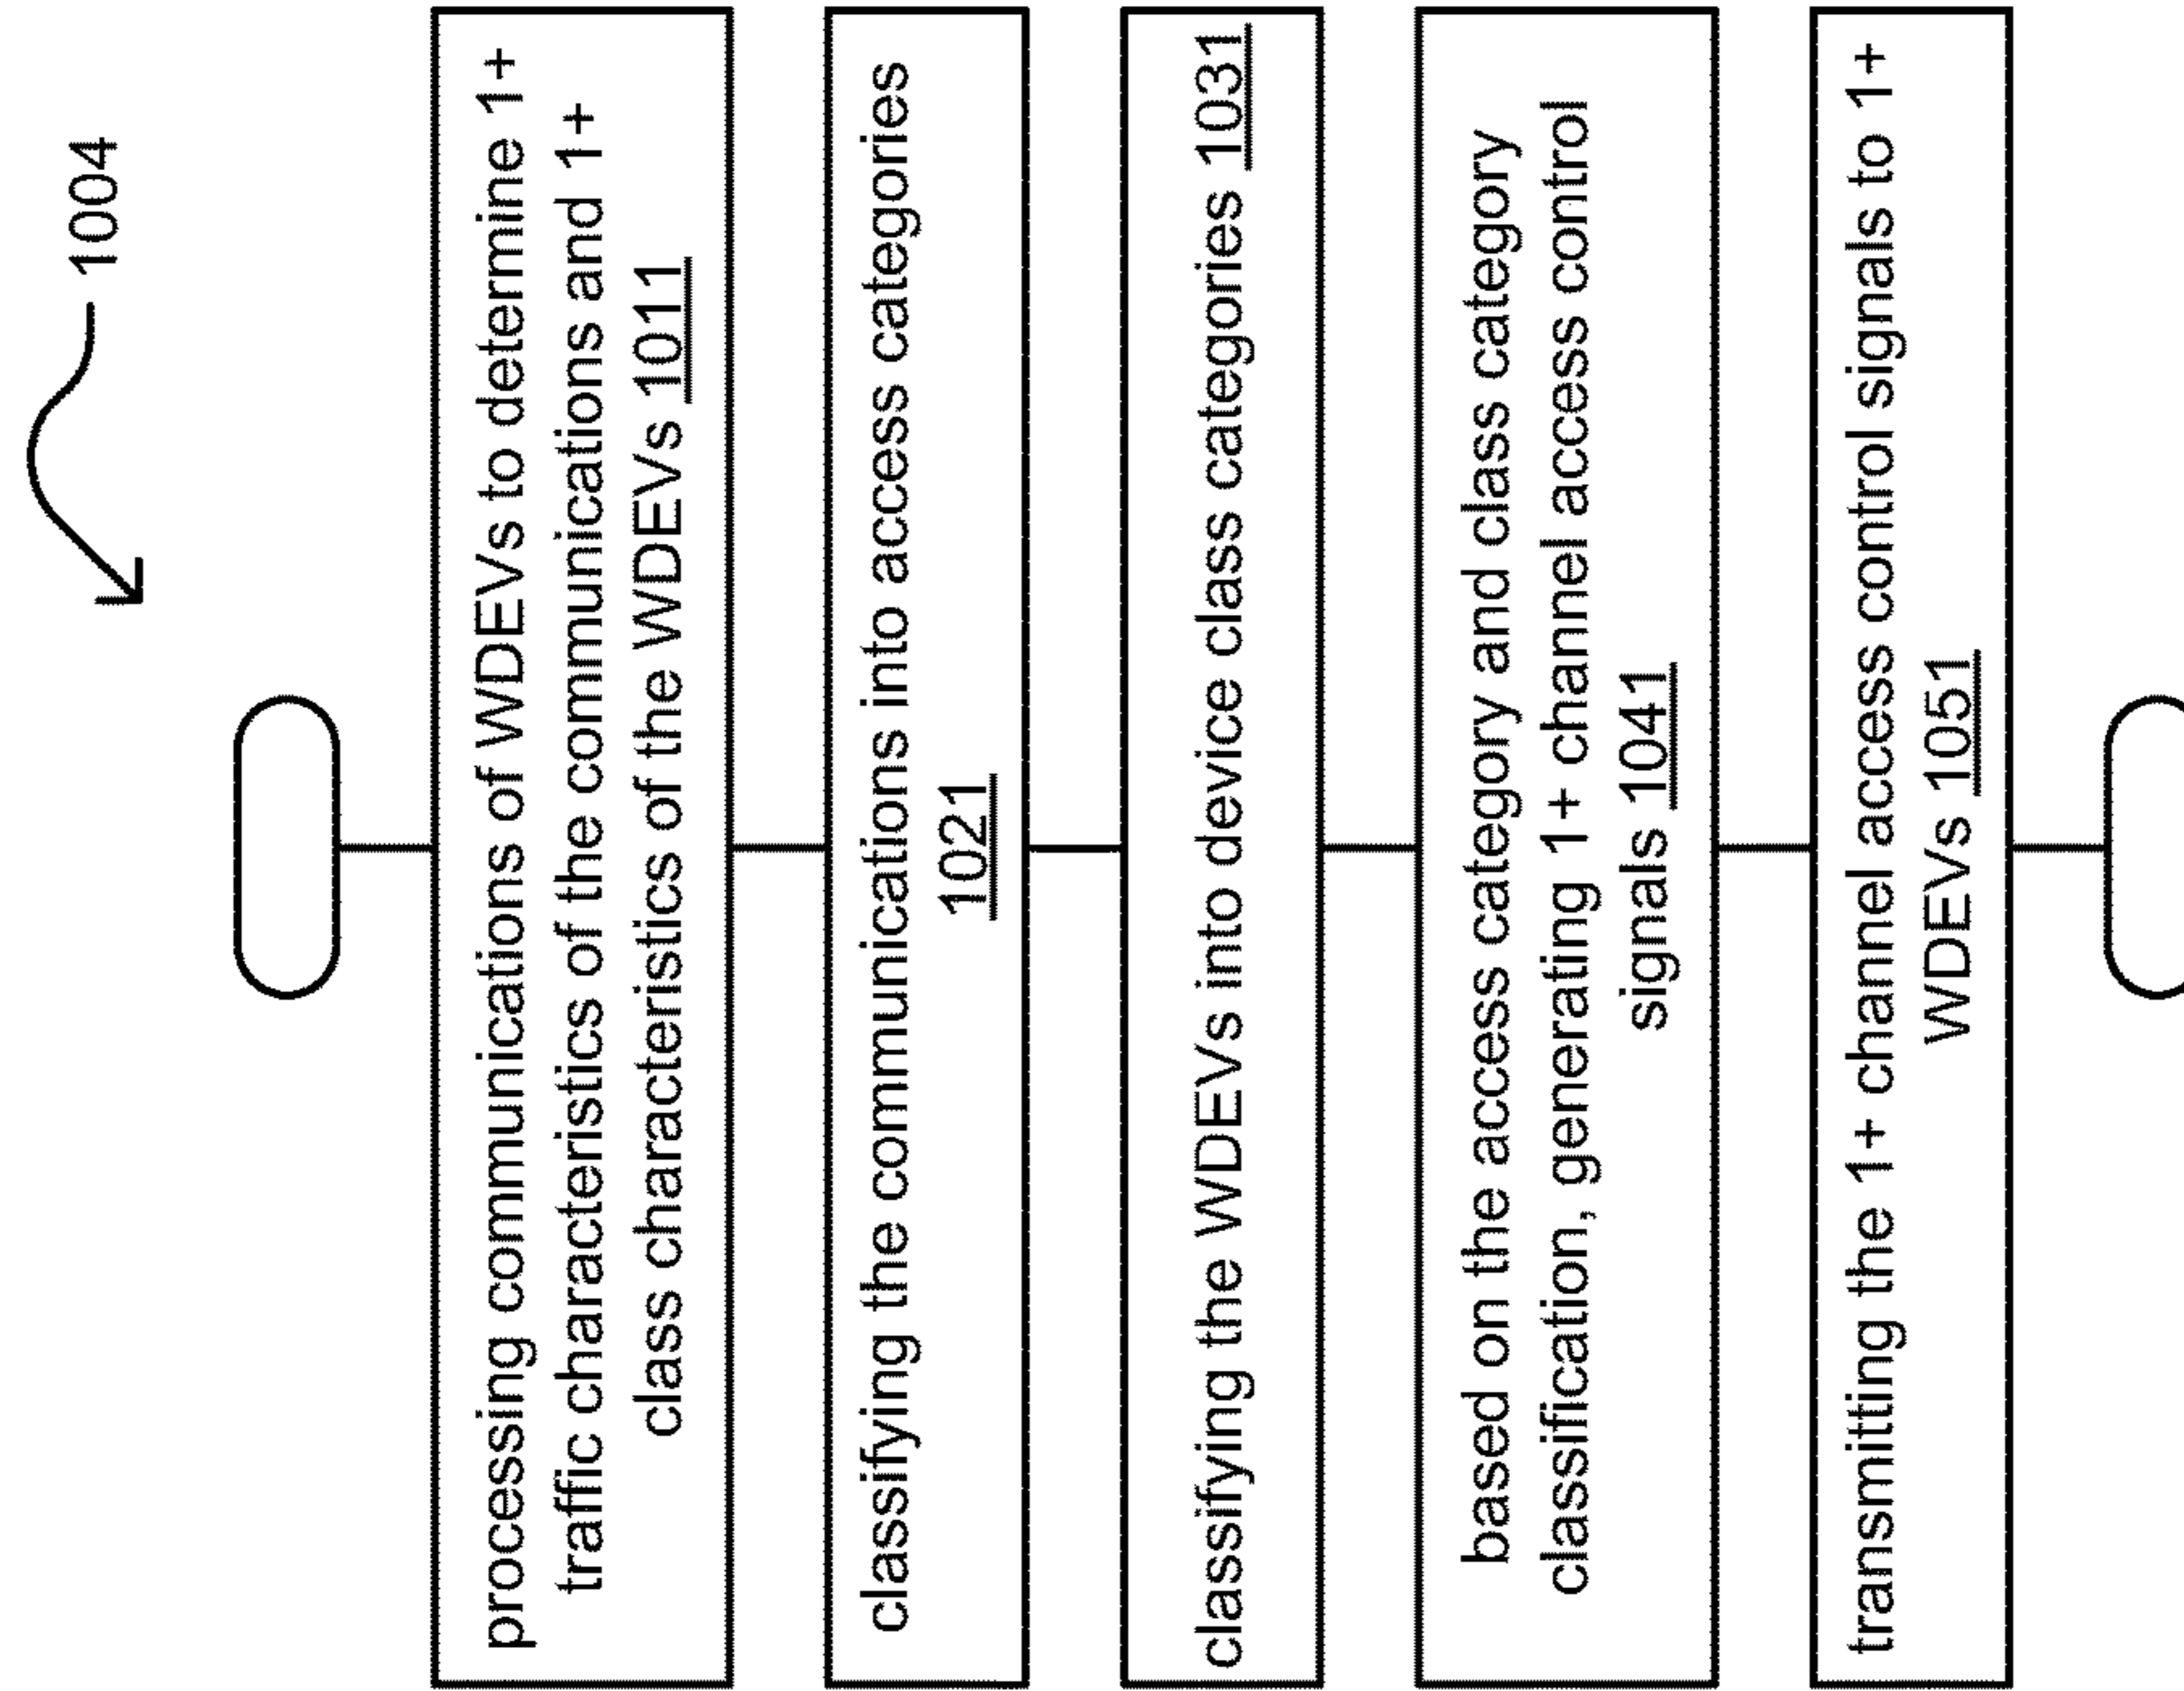 1004
processing communications of WDEVs to determine 1+
traffic characteristics of the communications and 1+
class characteristics of the WDEVs 1011
classifying the communications into access categories
1021
classifying the WDEVs into device class categories 1031
based on the access category and class category
classification, generating 1+ channel access control
signals 1041
transmitting the 1+ channel access control signals to 1+
WDEVs 1051